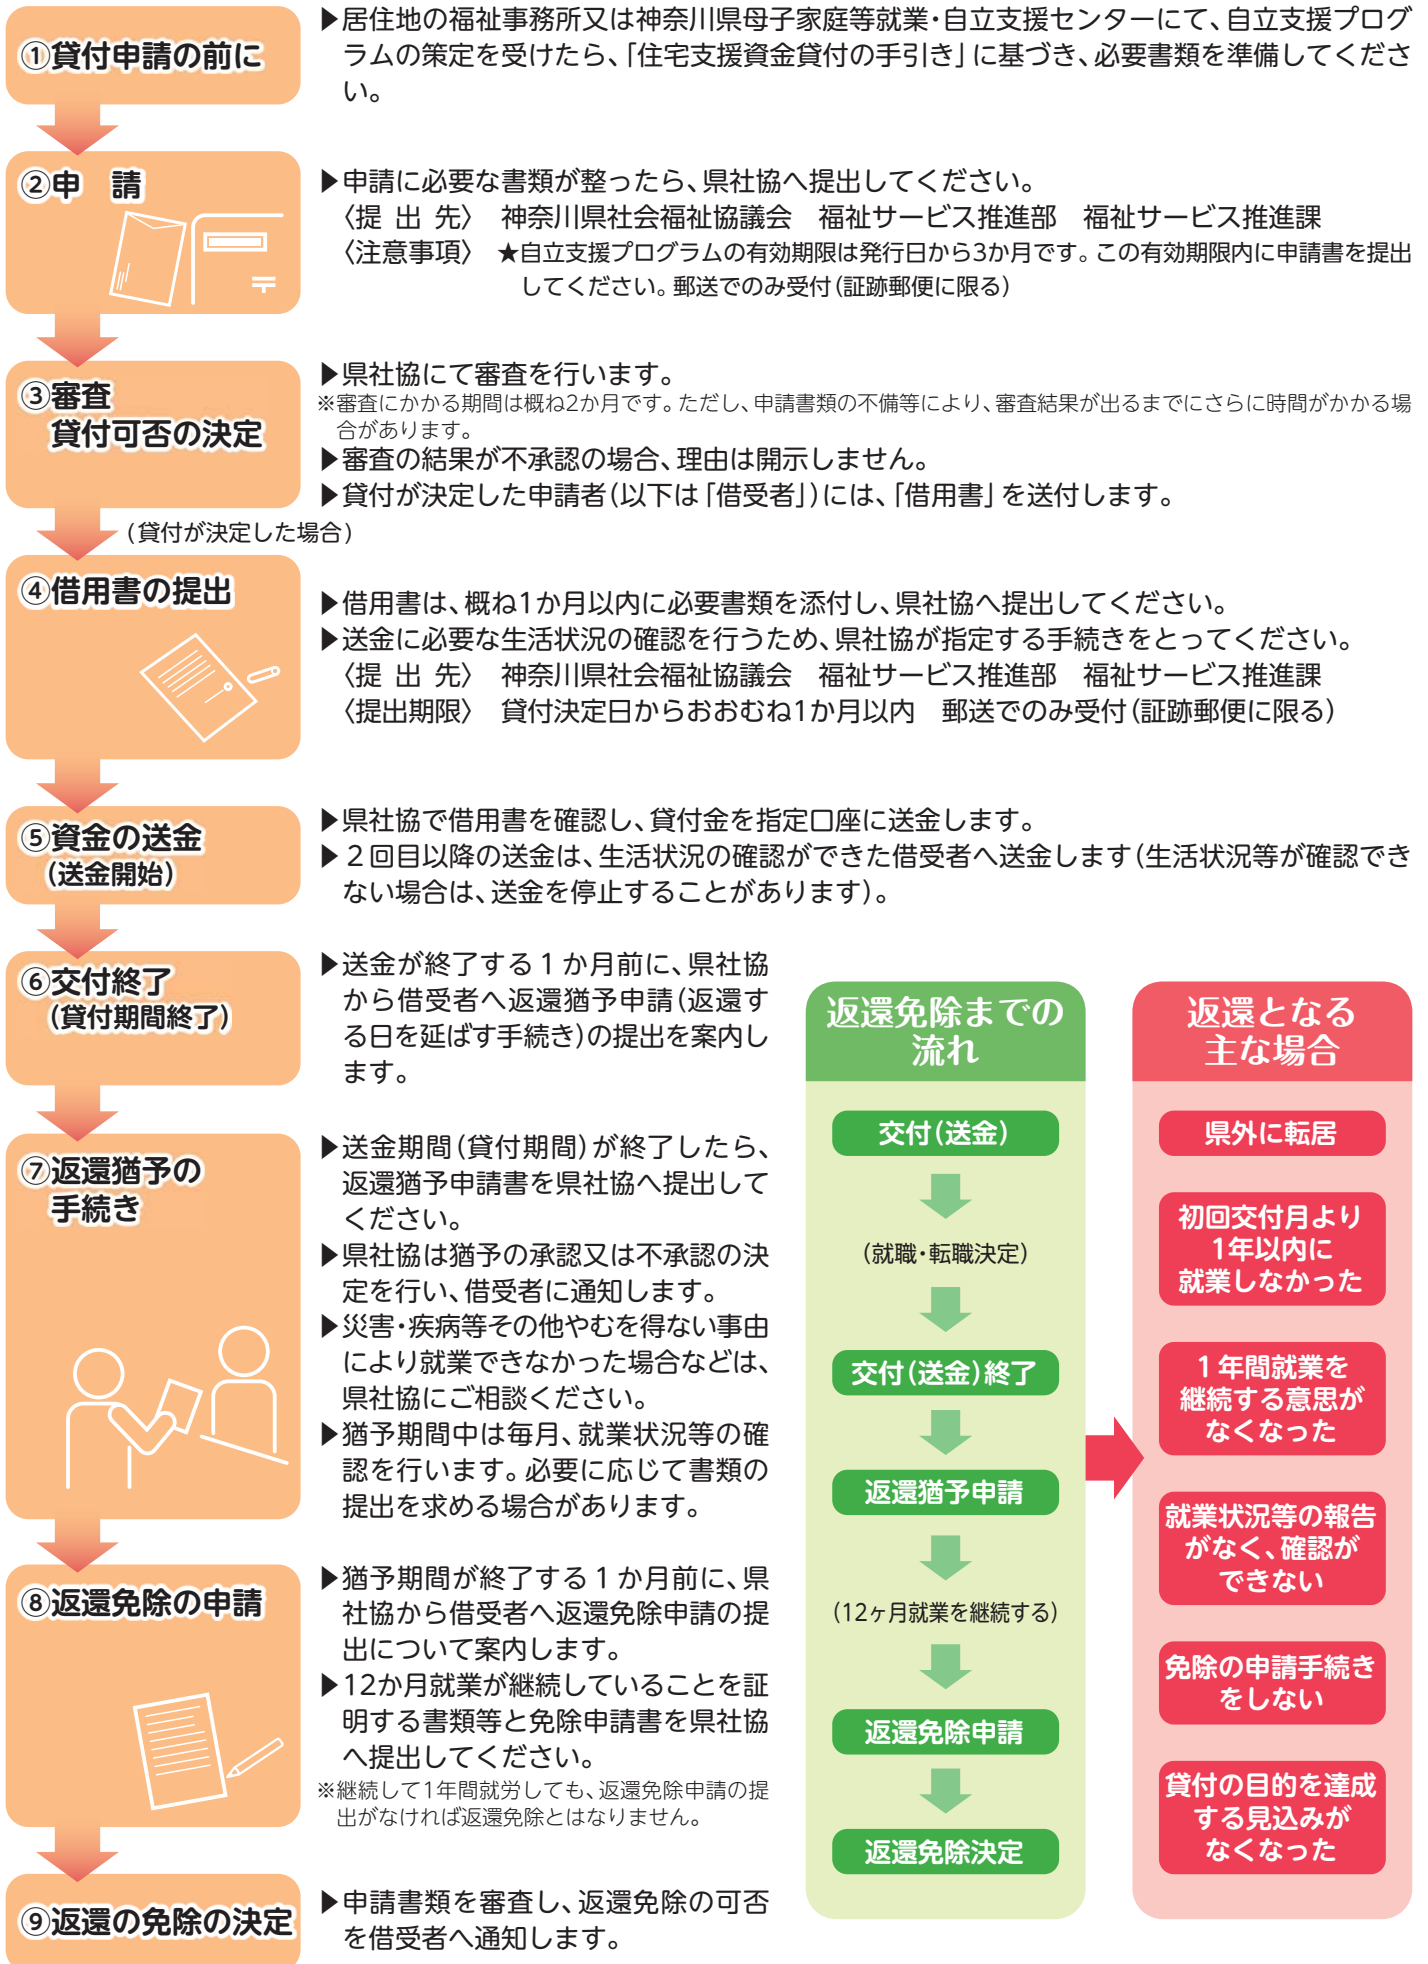 ①貸付申請の前に
▶居住地の福祉事務所又は神奈川県母子家庭等就業・自立支援センターにて、自立支援プログ
ラムの策定を受けたら、「住宅支援資金貸付の手引き」に基づき、必要書類を準備してくださ
い。
②申　請
▶申請に必要な書類が整ったら、県社協へ提出してください。
〈提 出 先〉　神奈川県社会福祉協議会　福祉サービス推進部　福祉サービス推進課
〈注意事項〉　★自立支援プログラムの有効期限は発行日から3か月です。この有効期限内に申請書を提出
してください。郵送でのみ受付（証跡郵便に限る）
③審査
貸付可否の決定
▶県社協にて審査を行います。
※審査にかかる期間は概ね2か月です。ただし、申請書類の不備等により、審査結果が出るまでにさらに時間がかかる場
合があります。
▶審査の結果が不承認の場合、理由は開示しません。
▶貸付が決定した申請者（以下は「借受者」）には、「借用書」を送付します。
（貸付が決定した場合）
④借用書の提出
▶借用書は、概ね1か月以内に必要書類を添付し、県社協へ提出してください。
▶送金に必要な生活状況の確認を行うため、県社協が指定する手続きをとってください。
〈提 出 先〉　神奈川県社会福祉協議会　福祉サービス推進部　福祉サービス推進課
〈提出期限〉　貸付決定日からおおむね1か月以内　郵送でのみ受付（証跡郵便に限る）
⑤資金の送金
（送金開始）
▶県社協で借用書を確認し、貸付金を指定口座に送金します。
▶２回目以降の送金は、生活状況の確認ができた借受者へ送金します（生活状況等が確認でき
ない場合は、送金を停止することがあります）。
⑥交付終了
（貸付期間終了）
▶送金が終了する１か月前に、県社協
から借受者へ返還猶予申請（返還す
る日を延ばす手続き）の提出を案内し
ます。
⑦返還猶予の
手続き
▶送金期間（貸付期間）が終了したら、
返還猶予申請書を県社協へ提出して
ください。
▶県社協は猶予の承認又は不承認の決
定を行い、借受者に通知します。
▶災害・疾病等その他やむを得ない事由
により就業できなかった場合などは、
県社協にご相談ください。
▶猶予期間中は毎月、就業状況等の確
認を行います。必要に応じて書類の
提出を求める場合があります。
⑧返還免除の申請
▶猶予期間が終了する１か月前に、県
社協から借受者へ返還免除申請の提
出について案内します。
▶12か月就業が継続していることを証
明する書類等と免除申請書を県社協
へ提出してください。
※継続して1年間就労しても、返還免除申請の提
出がなければ返還免除とはなりません。
⑨返還の免除の決定
▶申請書類を審査し、返還免除の可否
を借受者へ通知します。
返還免除までの
流れ
交付（送金）
（就職・転職決定）
交付（送金）終了
返還猶予申請
（12ヶ月就業を継続する）
返還免除申請
返還免除決定
返還となる
主な場合
県外に転居
初回交付月より
1年以内に
就業しなかった
１年間就業を
継続する意思が
なくなった
就業状況等の報告
がなく、確認が
できない
免除の申請手続き
をしない
貸付の目的を達成
する見込みが
なくなった